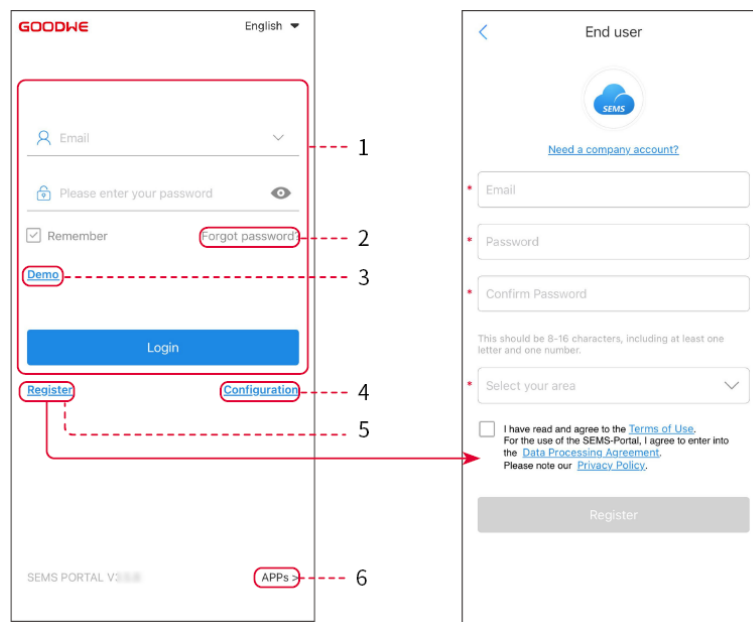 GOODWE
English
Email
1
Please enter your password
Remember
Forgot password?
2
Demo
3
Login
Register
Configuration
4
5
SEMS PORTAL
APPs >
6
End user
SEMS
Need a company account?
* Email
* Password
* Confirm Password
This should be 8-16 characters, including at least one
letter and one number.
* Select your area
I have read and agree to the Terms of Use.
For the use of the SEMS-Portal, I agree to enter into
the Data Processing Agreement.
Please note our Privacy Policy.
Register